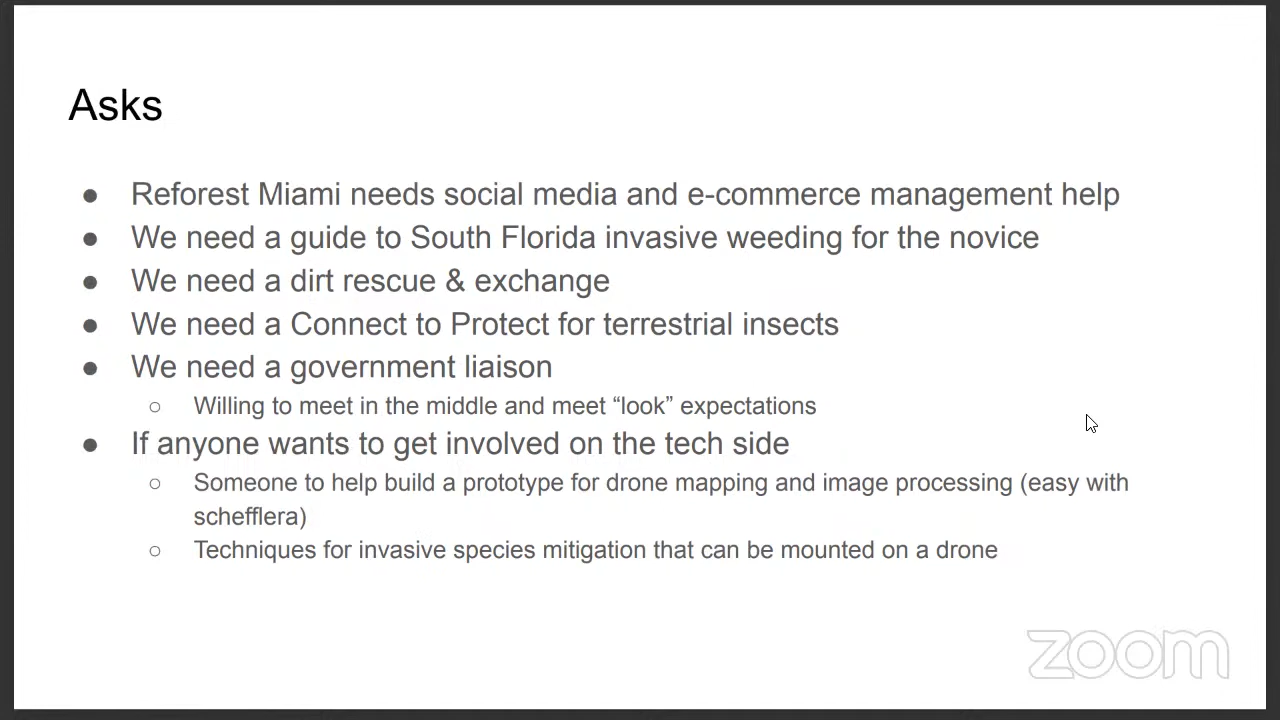 Asks
● Reforest Miami needs social media and e-commerce management help
● We need a guide to South Florida invasive weeding for the novice
● We need a dirt rescue & exchange
● We need a Connect to Protect for terrestrial insects
● We need a government liaison
○ Willing to meet in the middle and meet “look” expectations
● If anyone wants to get involved on the tech side
○ Someone to help build a prototype for drone mapping and image processing (easy with
schefflera)
○ Techniques for invasive species mitigation that can be mounted on a drone
zoom